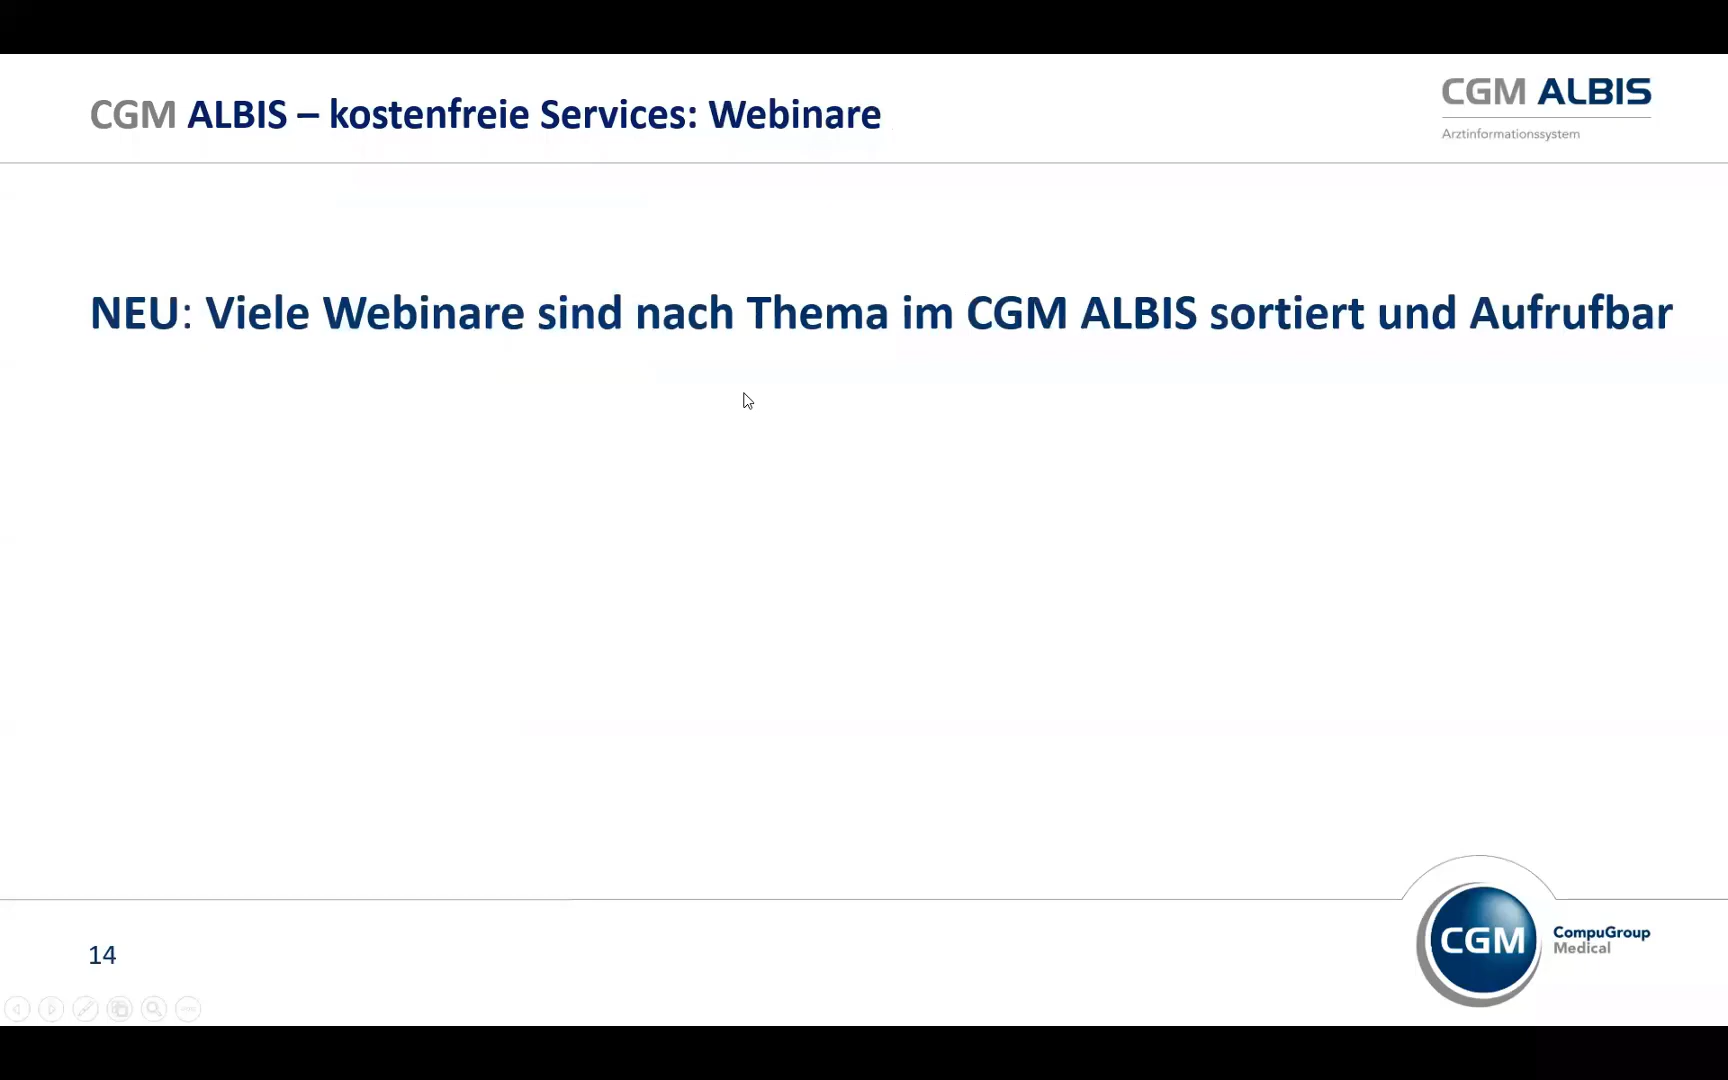 CGM ALBIS – kostenfreie Services: Webinare
CGM ALBIS
Arztinformationssystem
NEU: Viele Webinare sind nach Thema im CGM ALBIS sortiert und Aufrufbar
14
CGM
CompuGroup
Medical